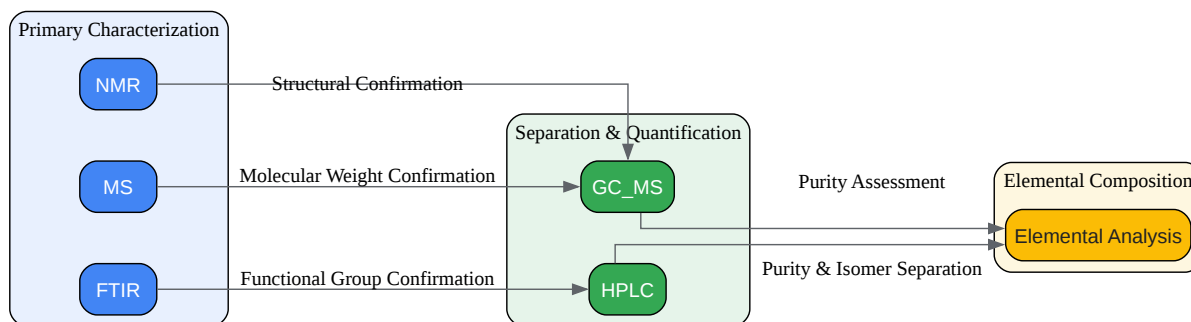 Primary Characterization
NMR
Structural Confirmation
Separation & Quantification
MS
Molecular Weight Confirmation
GC_MS
Purity Assessment
Elemental Composition
Elemental Analysis
FTIR
Functional Group Confirmation
HPLC
Purity & Isomer Separation